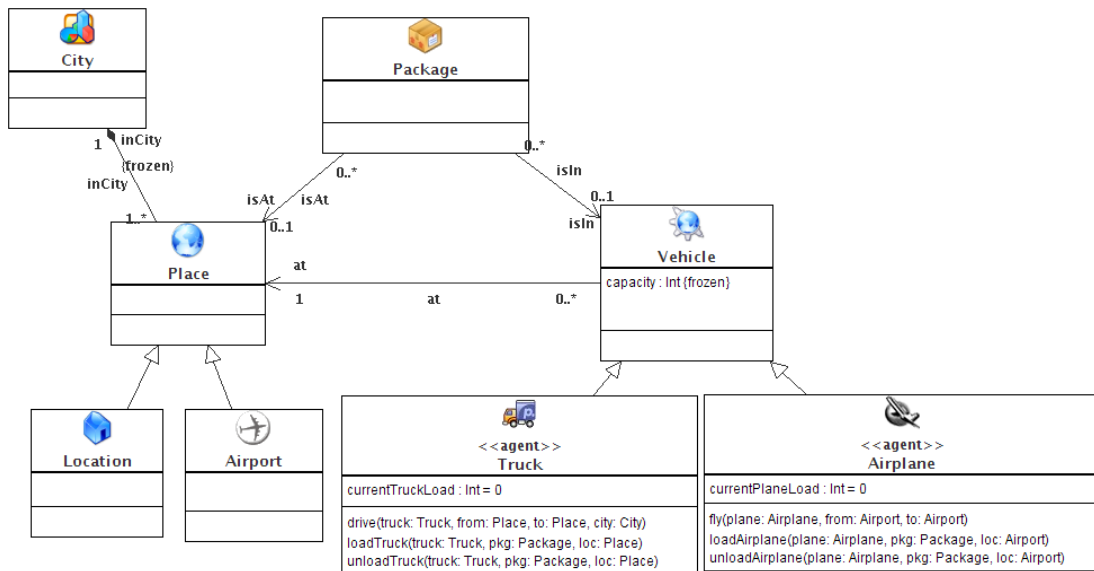 City
Package
1
inCity
{frozen}
inCity
1..*
0..*
isAt
isAt
0..1
0..*
isIn
0..1
isIn
Place
at
1
at
0..*
Vehicle
capacity : Int {frozen}
Location
Airport
<<agent>>
Truck
currentTruckLoad : Int = 0
drive(truck: Truck, from: Place, to: Place, city: City)
loadTruck(truck: Truck, pkg: Package, loc: Place)
unloadTruck(truck: Truck, pkg: Package, loc: Place)
<<agent>>
Airplane
currentPlaneLoad : Int = 0
fly(plane: Airplane, from: Airport, to: Airport)
loadAirplane(plane: Airplane, pkg: Package, loc: Airport)
unloadAirplane(plane: Airplane, pkg: Package, loc: Airport)